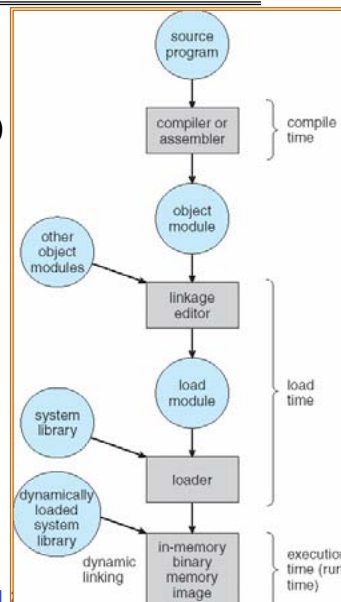 source
program
compiler or
assembler
compile
time
object
module
other
object
modules
linkage
editor
load
module
load
time
system
library
loader
dynamically
loaded
system
library
dynamic
linking
in-memory
binary
memory
image
execution
time (run
time)
)